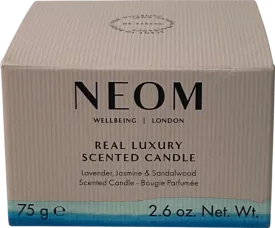 NEOM
WELLBEING | LONDON
REAL LUXURY
SCENTED CANDLE
Lavender, Jasmine & Sandalwood
Scented Candle - Bougie Parfumée
75 g ℮ 2.6 oz. Net. Wt.